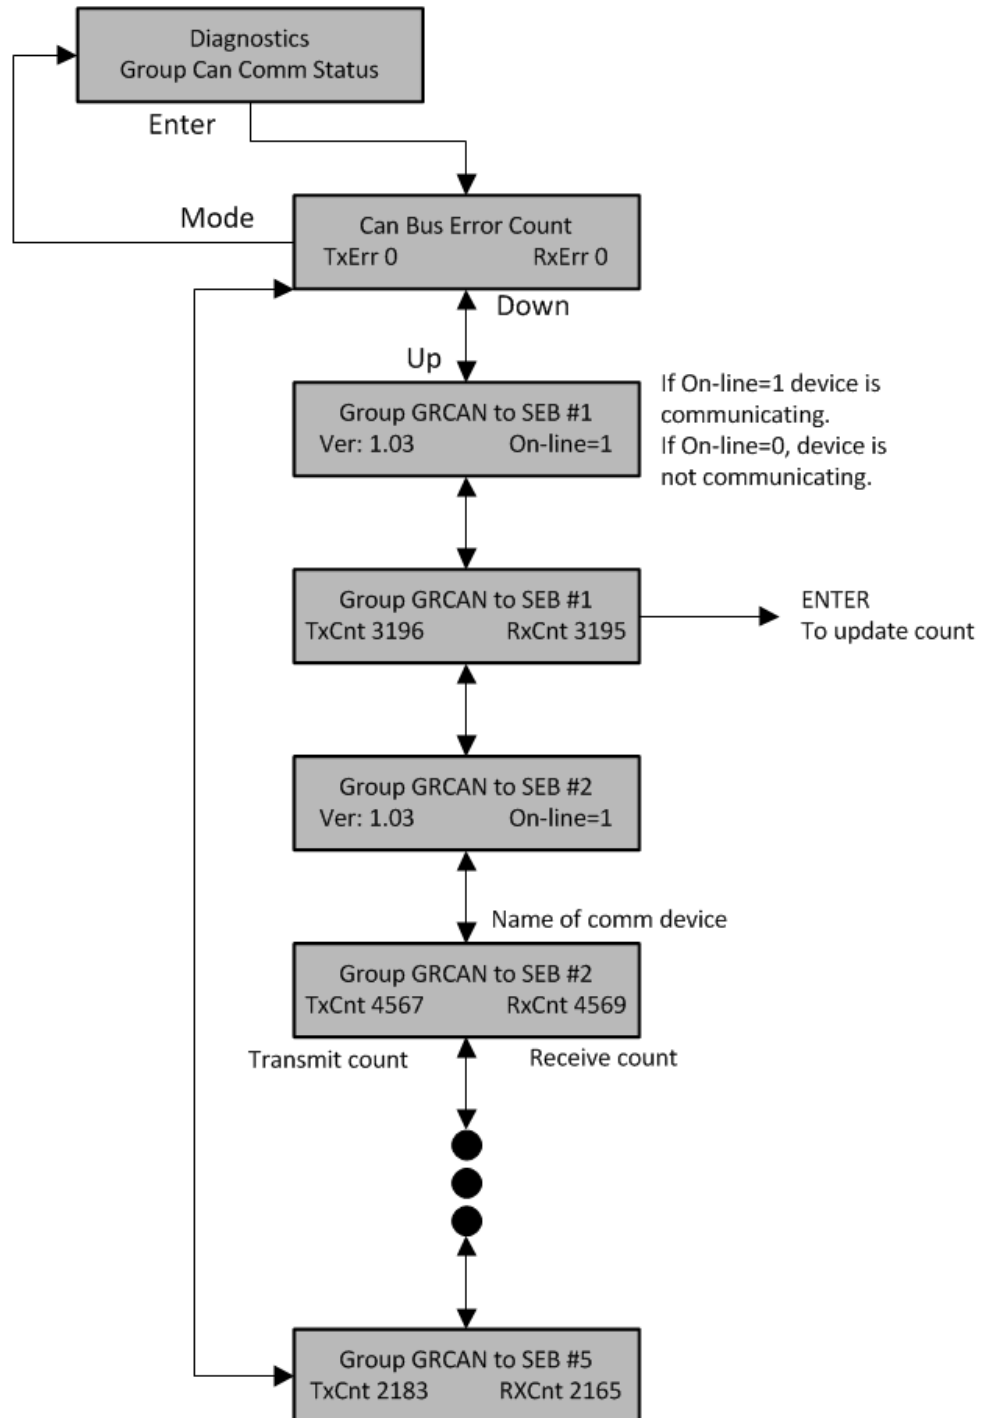 Diagnostics
Group Can Comm Status
Enter
Mode
Can Bus Error Count
TxErr 0 RxErr 0
Down
Up
Group GRCAN to SEB #1
Ver: 1.03 On-line=1
If On-line=1 device is
communicating.
If On-line=0, device is
not communicating.
Group GRCAN to SEB #1
TxCnt 3196 RxCnt 3195
ENTER
To update count
Group GRCAN to SEB #2
Ver: 1.03 On-line=1
Name of comm device
Group GRCAN to SEB #2
TxCnt 4567 RxCnt 4569
Transmit count
Receive count
Group GRCAN to SEB #5
TxCnt 2183 RXCnt 2165